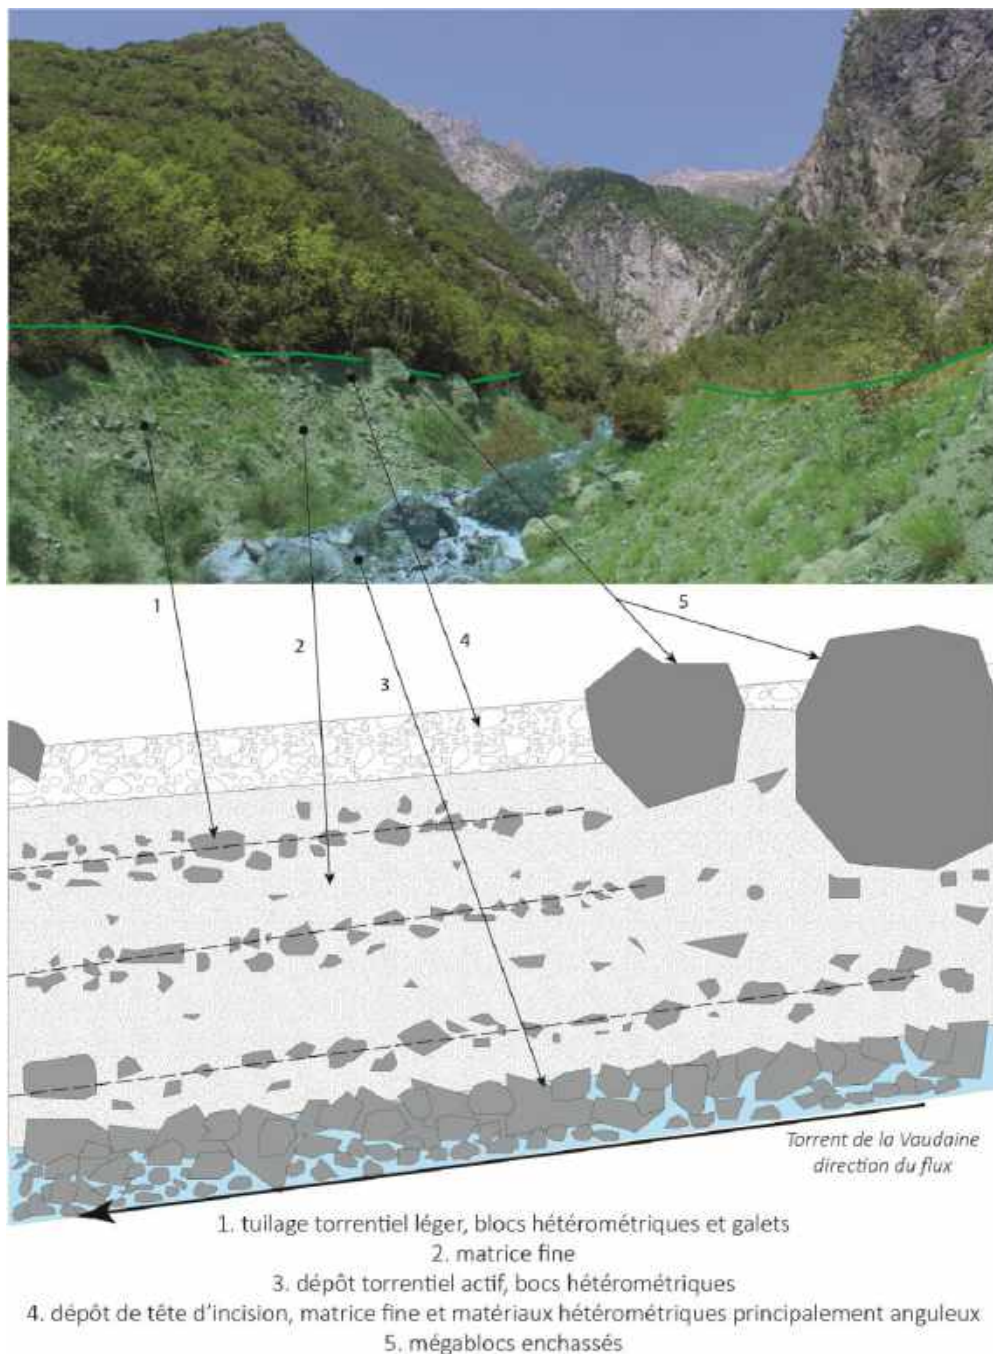 1
2
3
4
5
Torrent de la Vaudaine
direction du flux
1. tuilage torrentiel léger, blocs hétérométriques et galets
2. matrice fine
3. dépôt torrentiel actif, bocs hétérométriques
4. dépôt de tête d'incision, matrice fine et matériaux hétérométriques principalement anguleux
5. mégablocs enchassés